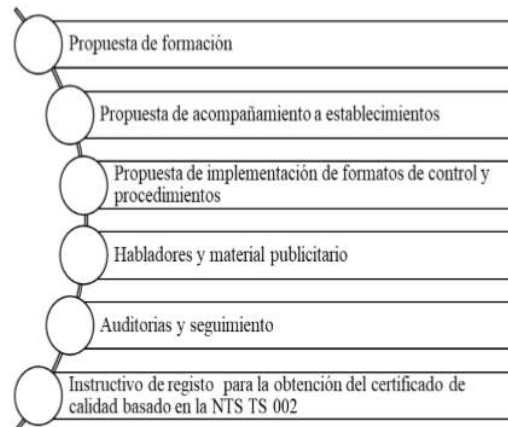 Propuesta de formación
Propuesta de acompañamiento a establecimientos
Propuesta de implementación de formatos de control y
procedimientos
Habladores y material publicitario
Auditorias y seguimiento
Instructivo de registo para la obtención del certificado de
calidad basado en la NTS TS 002